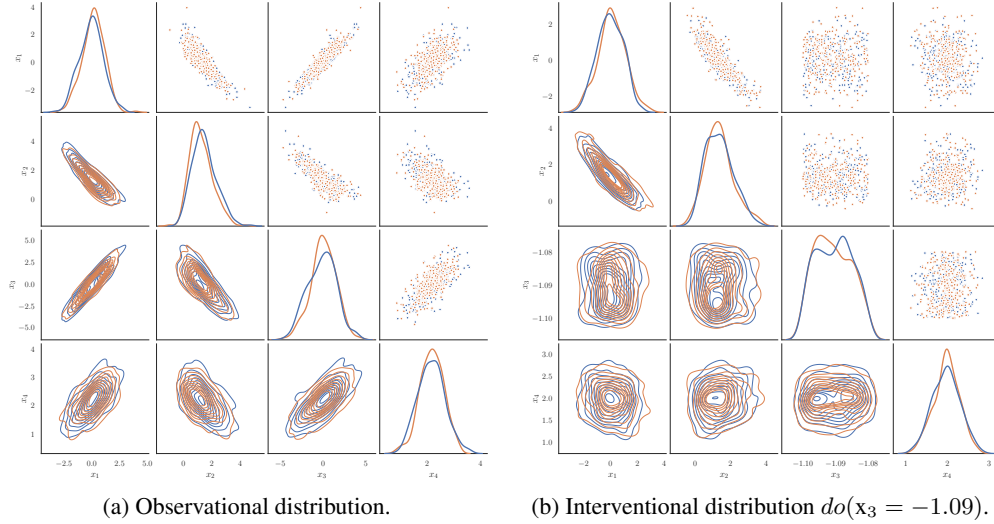 4
2
0
−2
x1
4
2
0
−2
x1
4
2
0
x2
4
2
0
x2
5.0
2.5
0.0
−2.5
−5.0
x3
−1.08
−1.09
−1.10
x3
4
3
2
1
x4
3.0
2.5
2.0
1.5
1.0
x4
−2.5 0.0 2.5 5.0
−2 0 2 4
−5 0 5
2 4
−2 0 2
0 2 4
−1.10 −1.09 −1.08
1 2 3
x1 x2 x3 x4
x1 x2 x3 x4
(a) Observational distribution.
(b) Interventional distribution do(x3 = −1.09).